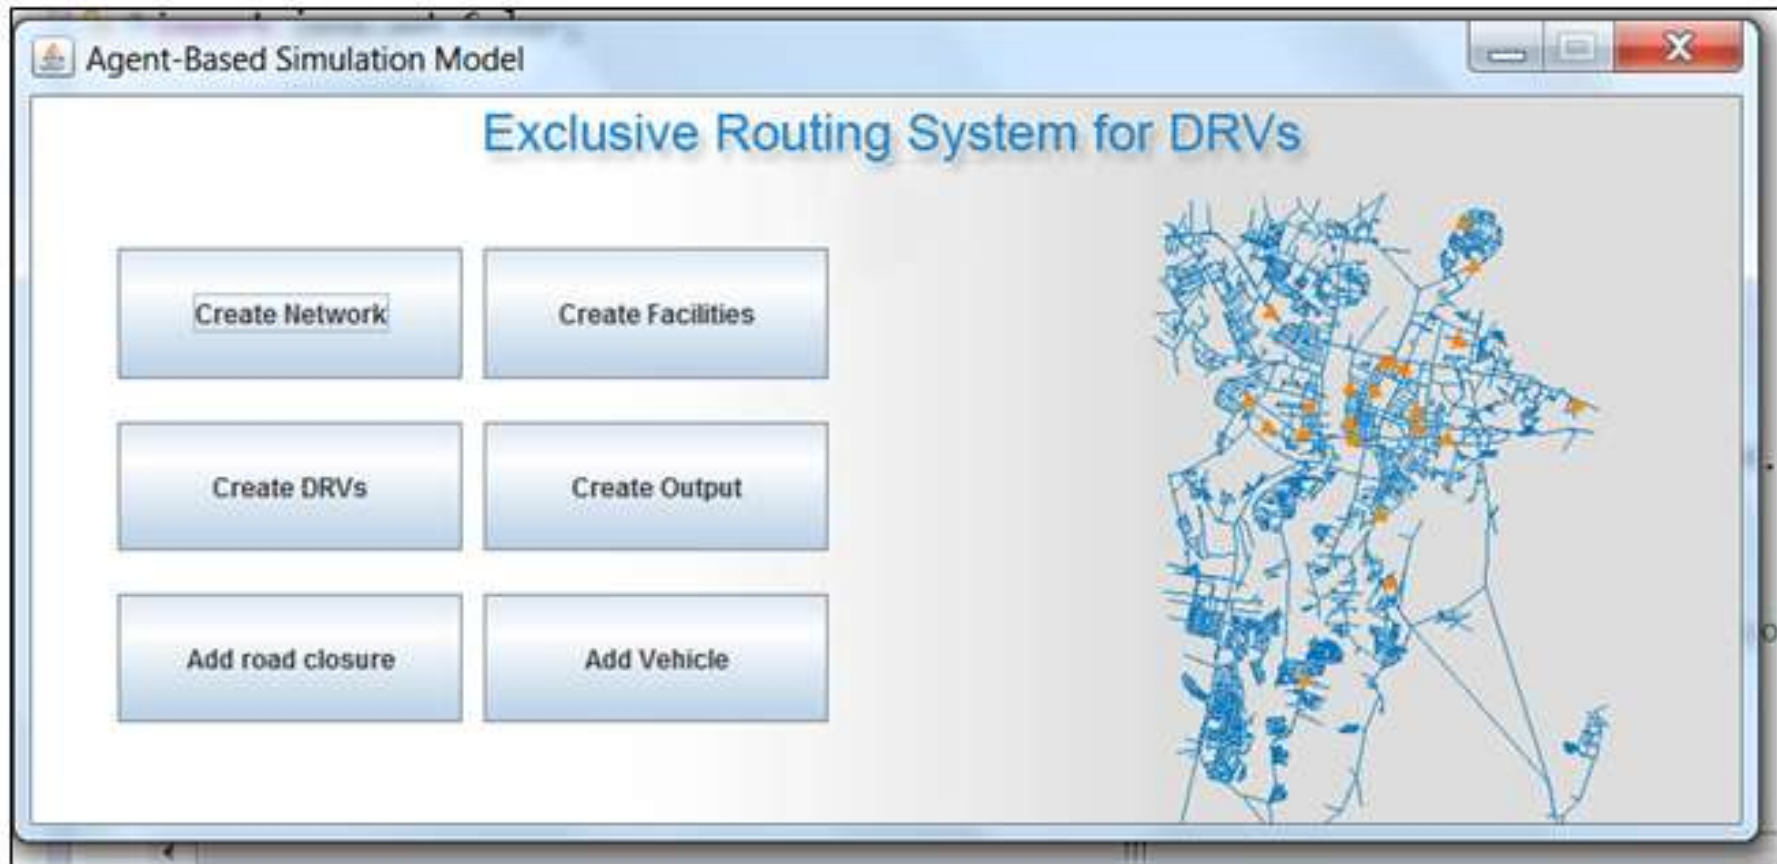 Agent-Based Simulation Model
Exclusive Routing System for DRVs
Create Network
Create Facilities
Create DRVs
Create Output
Add road closure
Add Vehicle